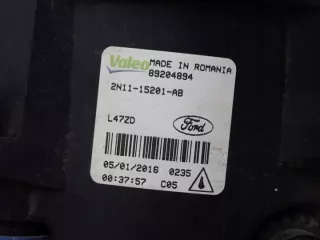 Valeo MADE IN ROMANIA
89204894
2N11-15201-AB
L47ZD Ford
05/01/2016 0235
00:37:57 C05